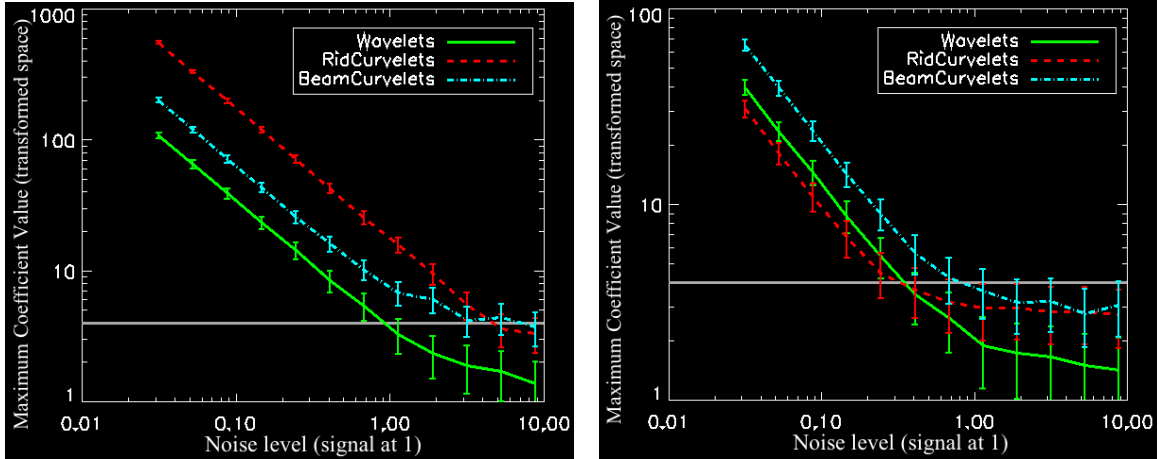 Maximum Coefficient Value (transformed space)
1000
100
10
1
Wavelets
RidCurvelets
BeamCurvelets
0.01
0.10
1.00
10.00
Noise level (signal at 1)
Maximum Coefficient Value (transformed space)
100
10
1
Wavelets
RidCurvelets
BeamCurvelets
0.01
0.10
1.00
10.00
Noise level (signal at 1)